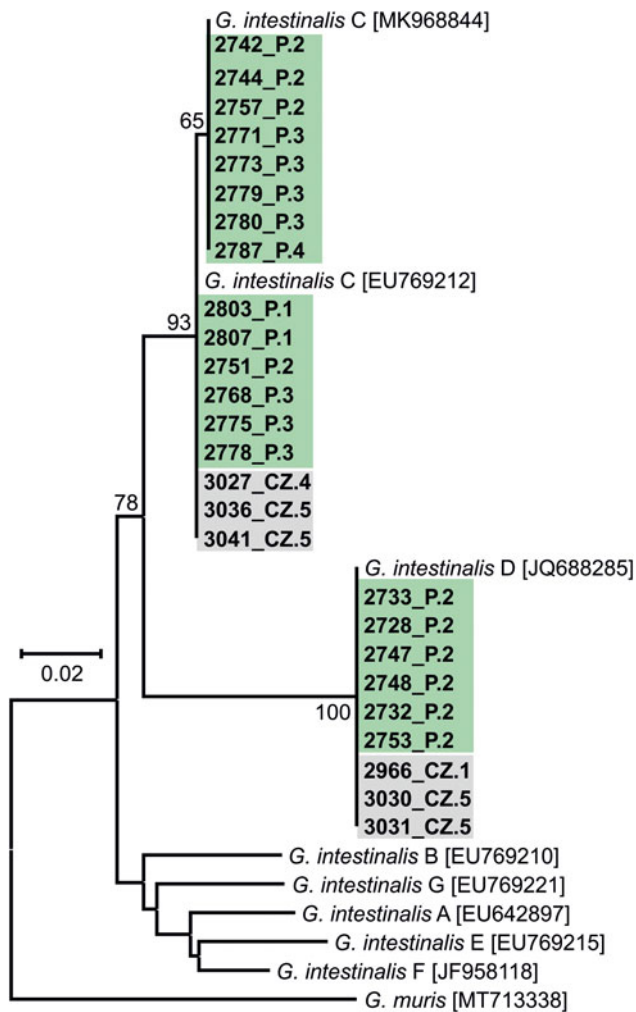 G. intestinalis C [MK968844]
2742_P.2
2744_P.2
2757_P.2
65
2771_P.3
2773_P.3
2779_P.3
2780_P.3
2787_P.4
G. intestinalis C [EU769212]
2803_P.1
93
2807_P.1
2751_P.2
2768_P.3
2775_P.3
2778_P.3
3027_CZ.4
78
3036_CZ.5
3041_CZ.5
G. intestinalis D [JQ688285]
2733_P.2
2728_P.2
2747_P.2
0.02
2748_P.2
2732_P.2
100
2753_P.2
2966_CZ.1
3030_CZ.5
3031_CZ.5
G. intestinalis B [EU769210]
G. intestinalis G [EU769221]
G. intestinalis A [EU642897]
G. intestinalis E [EU769215]
G. intestinalis F [JF958118]
G. muris [MT713338]